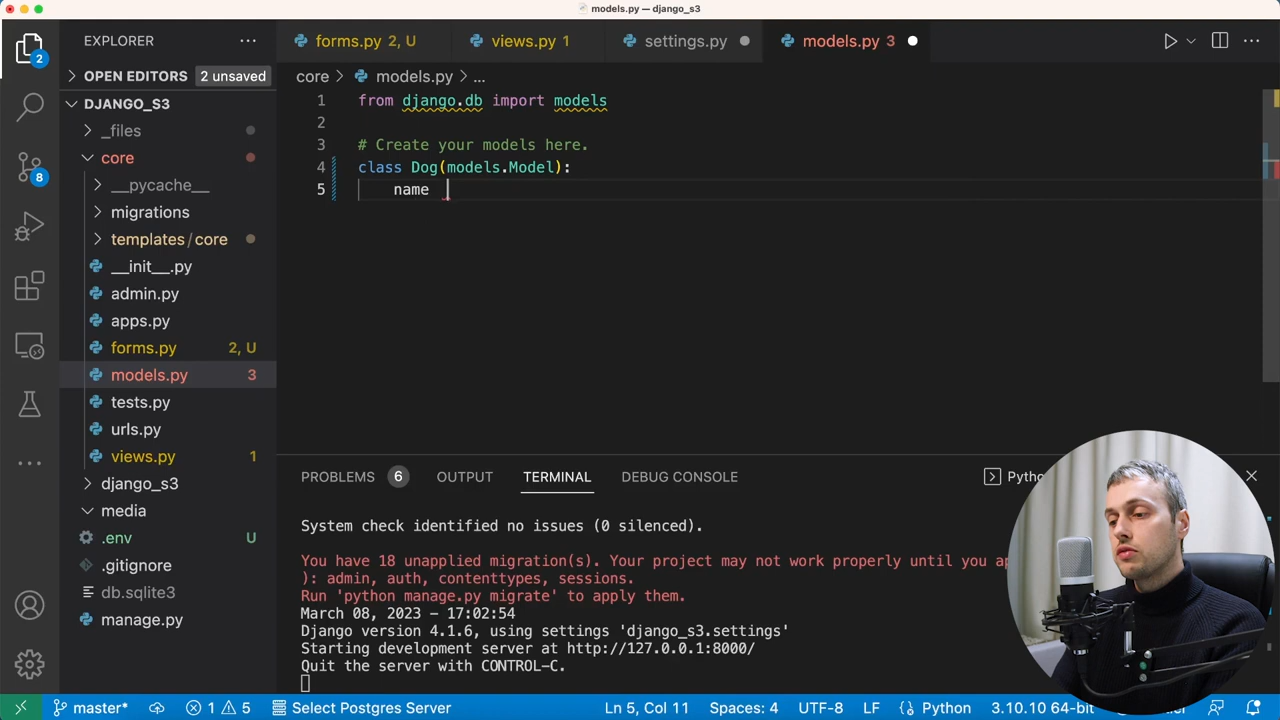 models.py — django_s3
EXPLORER
forms.py 2, U
views.py 1
settings.py
models.py 3
OPEN EDITORS 2 unsaved
core > models.py > ...
DJANGO_S3
_files
core
__pycache__
migrations
templates/core
__init__.py
admin.py
apps.py
forms.py 2, U
models.py 3
tests.py
urls.py
views.py 1
django_s3
media
.env U
.gitignore
db.sqlite3
manage.py
2
8
1 from django.db import models
2
3 # Create your models here.
4 class Dog(models.Model):
5 name
PROBLEMS 6 OUTPUT TERMINAL DEBUG CONSOLE
System check identified no issues (0 silenced).
You have 18 unapplied migration(s). Your project may not work properly until you
): admin, auth, contenttypes, sessions.
Run 'python manage.py migrate' to apply them.
March 08, 2023 - 17:02:54
Django version 4.1.6, using settings 'django_s3.settings'
Starting development server at http://127.0.0.1:8000/
Quit the server with CONTROL-C.
master* 1 5 Select Postgres Server Ln 5, Col 11 Spaces: 4 UTF-8 LF Python 3.10.10 64-bit